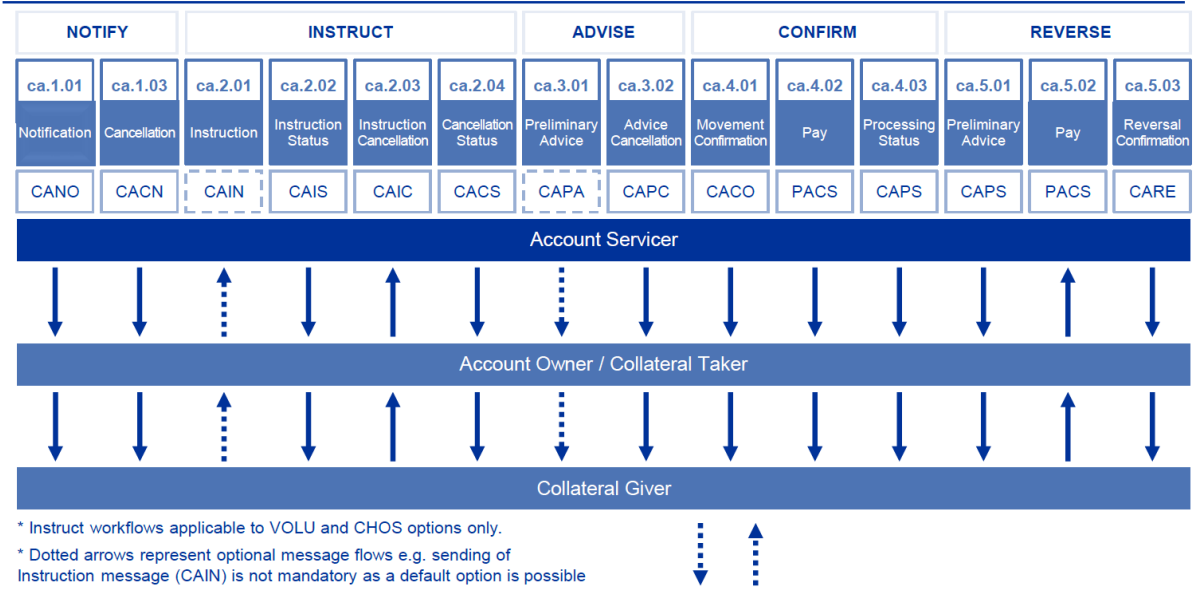 NOTIFY INSTRUCT ADVISE CONFIRM REVERSE
ca.1.01 ca.1.03 ca.2.01 ca.2.02 ca.2.03 ca.2.04 ca.3.01 ca.3.02 ca.4.01 ca.4.02 ca.4.03 ca.5.01 ca.5.02 ca.5.03
Notification
Cancellation
Instruction
Instruction
Status
Instruction
Cancellation
Cancellation
Status
Preliminary
Advice
Advice
Cancellation
Movement
Confirmation
Pay
Processing
Status
Preliminary
Advice
Pay
Reversal
Confirmation
CANO CACN CAIN CAIS CAIC CACS CAPA CAPC CACO PACS CAPS CAPS PACS CARE
Account Servicer
Account Owner / Collateral Taker
Collateral Giver
* Instruct workflows applicable to VOLU and CHOS options only.
* Dotted arrows represent optional message flows e.g. sending of
Instruction message (CAIN) is not mandatory as a default option is possible